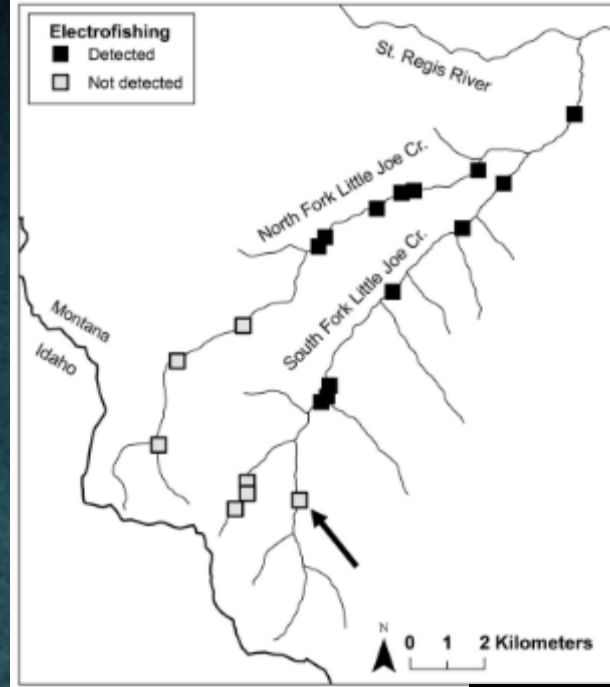 Electrofishing
Detected
Not detected
St. Regis River
North Fork Little Joe Cr.
South Fork Little Joe Cr.
Montana
Idaho
N
0 1 2 Kilometers